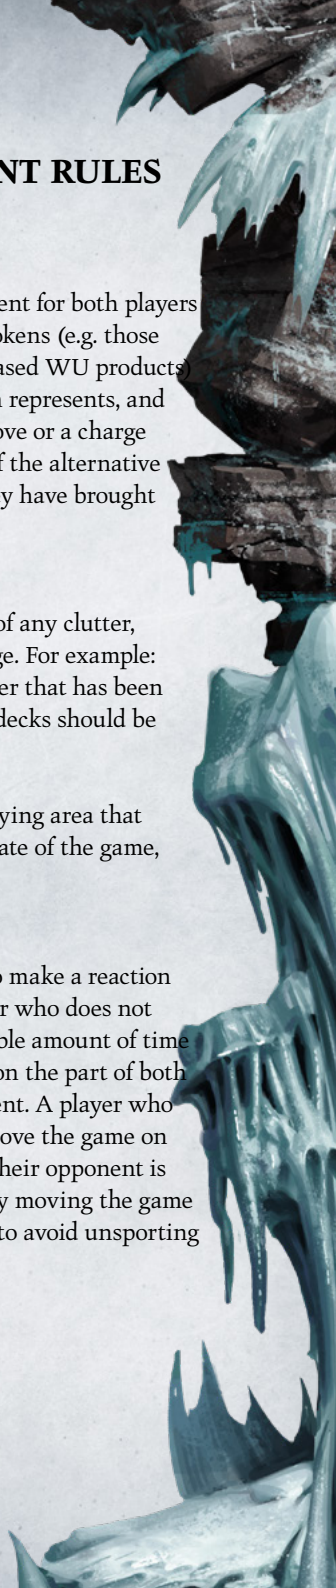 NT RULES
ent for both players
okens (e.g. those
ased WU products)
n represents, and
ove or a charge
f the alternative
ey have brought
of any clutter,
ge. For example:
er that has been
decks should be
ying area that
ate of the game,
o make a reaction
r who does not
ble amount of time
on the part of both
ent. A player who
ove the game on
heir opponent is
y moving the game
to avoid unsporting